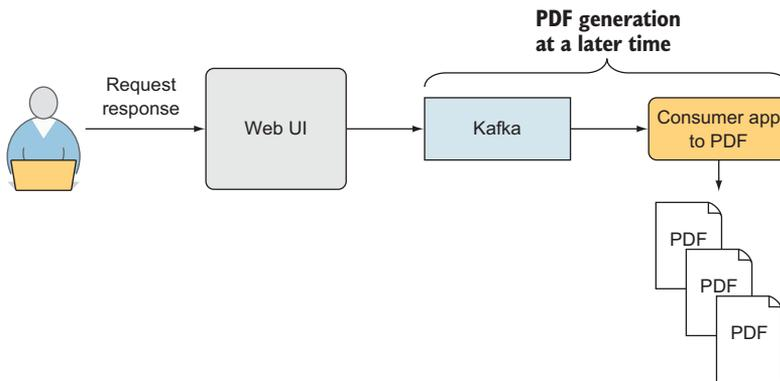 PDF generation
at a later time
Request
response
Web UI
Kafka
Consumer app
to PDF
PDF
PDF
PDF